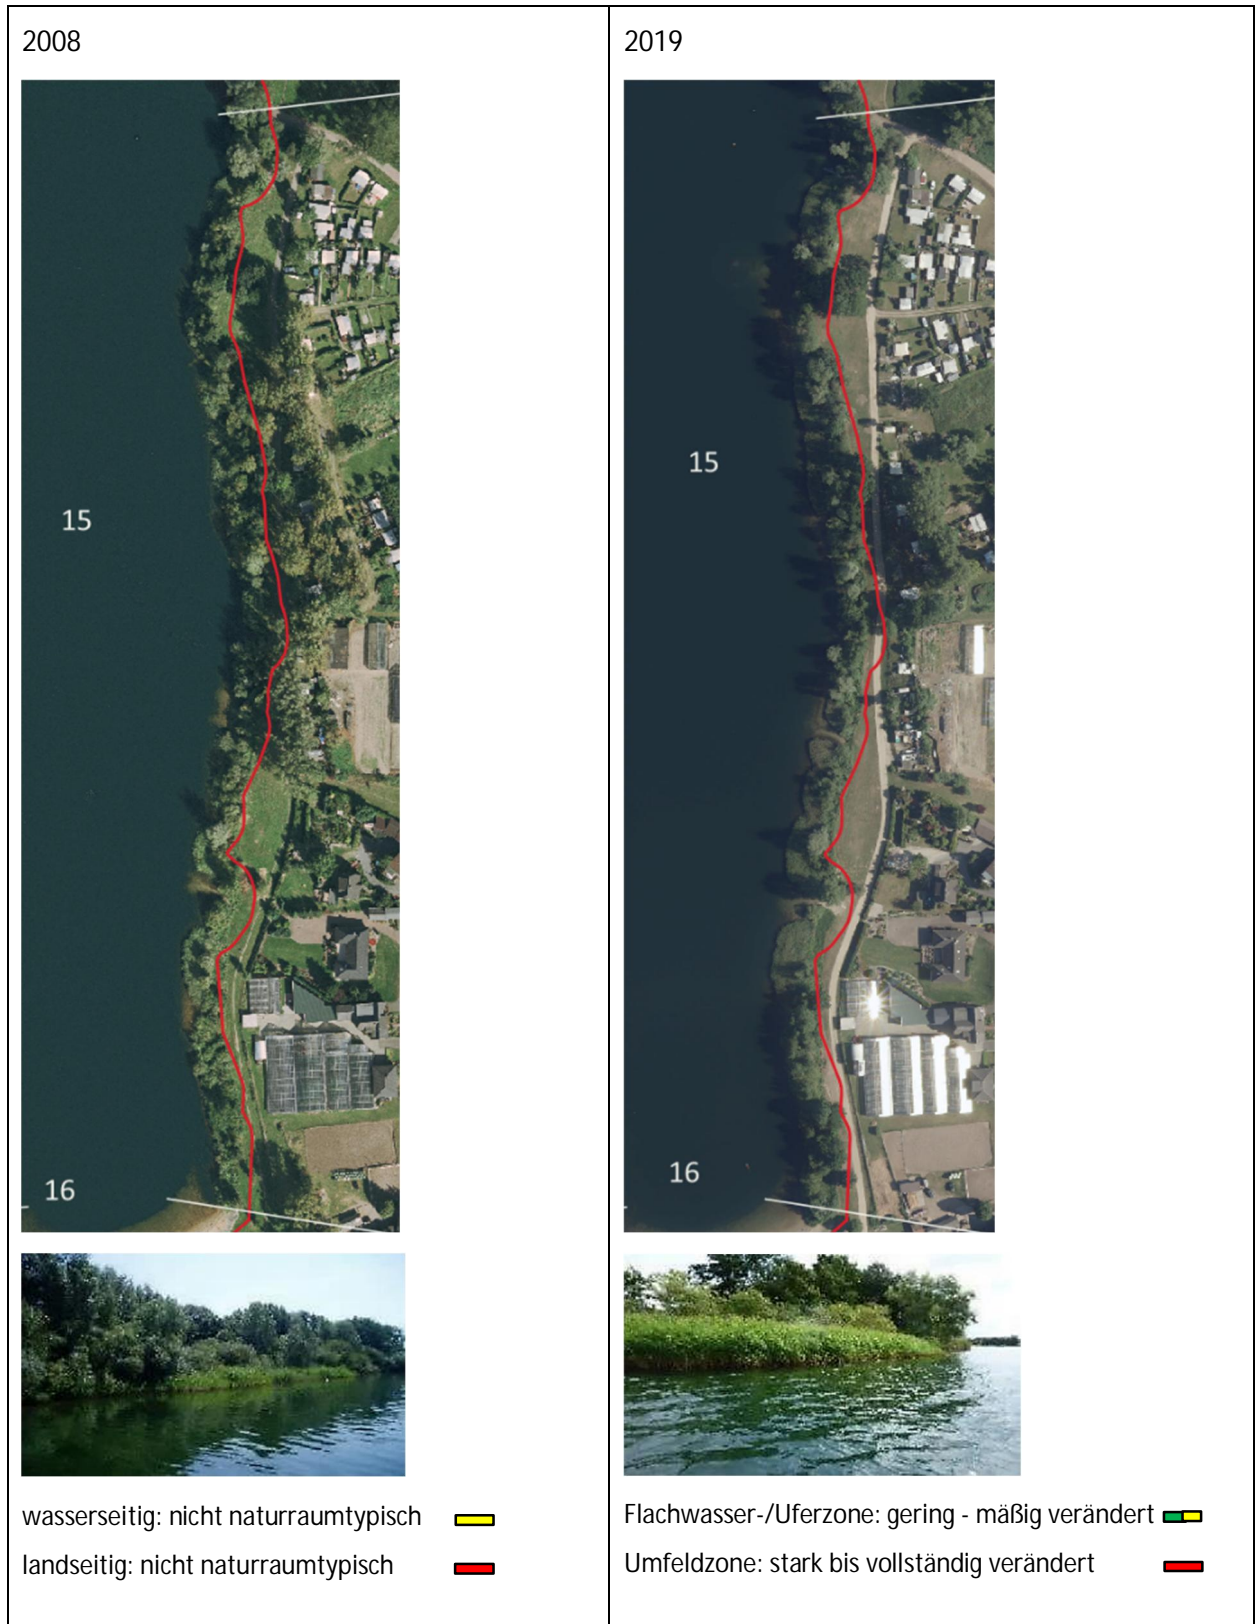 2008
15
16
wasserseitig: nicht naturraumtypisch
landseitig: nicht naturraumtypisch
2019
15
16
Flachwasser-/Uferzone: gering - mäßig verändert
Umfeldzone: stark bis vollständig verändert